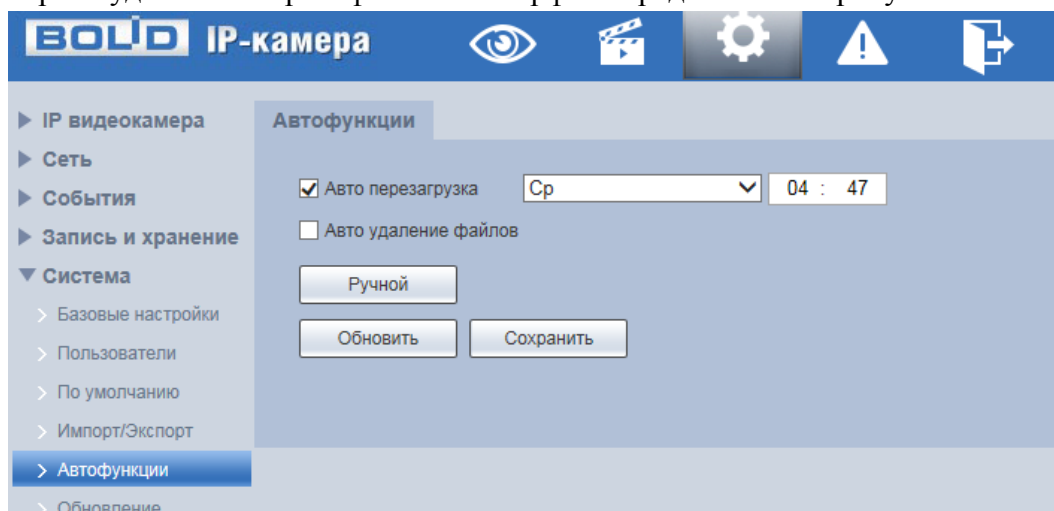 BOLID IP-камера
IP видеокамера
Сеть
События
Запись и хранение
Система
Базовые настройки
Пользователи
По умолчанию
Импорт/Экспорт
Автофункции
Обновление
Автофункции
Авто перезагрузка Ср 04 : 47
Авто удаление файлов
Ручной
Обновить Сохранить